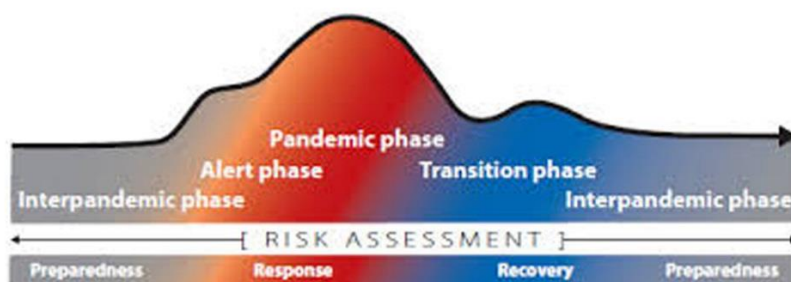 Pandemic phase
Alert phase Transition phase
Interpandemic phase Interpandemic phase
[ RISK ASSESSMENT ]
Preparedness Response Recovery Preparedness